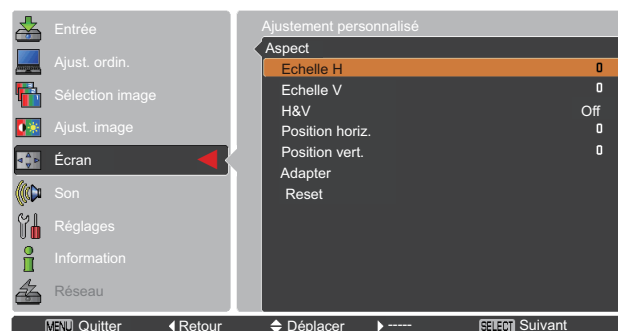 Entrée
Ajust. ordin.
Sélection image
Ajust. image
Écran
Son
Réglages
Information
Réseau
Ajustement personnalisé
Aspect
Echelle H 0
Echelle V 0
H&V Off
Position horiz. 0
Position vert. 0
Adapter
Reset
MENU Quitter Retour Déplacer ----- SELECT Suivant